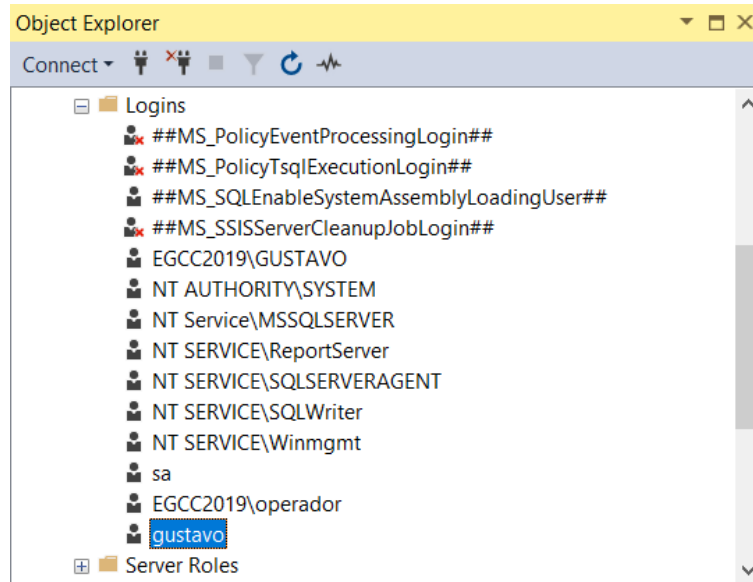 Object Explorer
Connect
Logins
##MS_PolicyEventProcessingLogin##
##MS_PolicyTsqlExecutionLogin##
##MS_SQLEnableSystemAssemblyLoadingUser##
##MS_SSISServerCleanupJobLogin##
EGCC2019\GUSTAVO
NT AUTHORITY\SYSTEM
NT Service\MSSQLSERVER
NT SERVICE\ReportServer
NT SERVICE\SQLSERVERAGENT
NT SERVICE\SQLWriter
NT SERVICE\Winmgmt
sa
EGCC2019\operador
gustavo
Server Roles